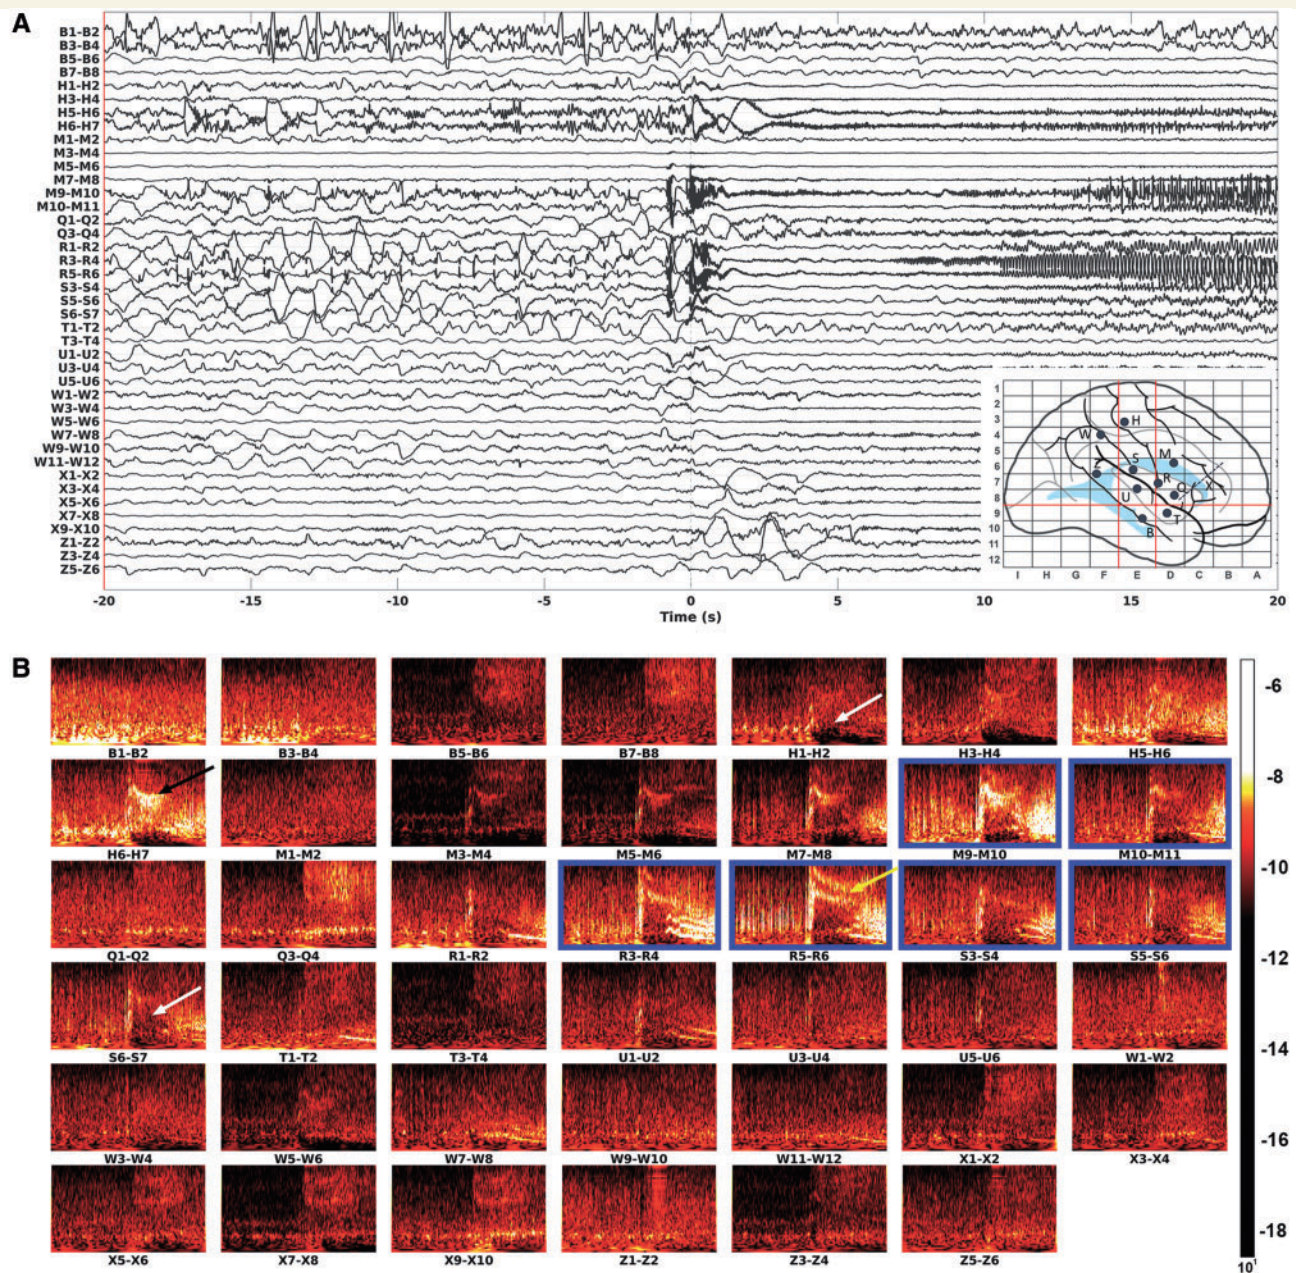 A
B1-B2
B3-B4
B5-B6
B7-B8
H1-H2
H3-H4
H5-H6
H6-H7
M1-M2
M3-M4
M5-M6
M7-M8
M9-M10
M10-M11
Q1-Q2
Q3-Q4
R1-R2
R3-R4
R5-R6
S3-S4
S5-S6
S6-S7
T1-T2
T3-T4
U1-U2
U3-U4
U5-U6
W1-W2
W3-W4
W5-W6
W7-W8
W9-W10
W11-W12
X1-X2
X3-X4
X5-X6
X7-X8
X9-X10
Z1-Z2
Z3-Z4
Z5-Z6
-20 -15 -10 -5 0 5 10 15 20
Time (s)
1
2
3
4
5
6
7
8
9
10
11
12
H
W
S
M
Z
R
Q
X
U
T
B
I H G F E D C B A
B
B1-B2 B3-B4 B5-B6 B7-B8 H1-H2 H3-H4 H5-H6
H6-H7 M1-M2 M3-M4 M5-M6 M7-M8 M9-M10 M10-M11
Q1-Q2 Q3-Q4 R1-R2 R3-R4 R5-R6 S3-S4 S5-S6
S6-S7 T1-T2 T3-T4 U1-U2 U3-U4 U5-U6 W1-W2
W3-W4 W5-W6 W7-W8 W9-W10 W11-W12 X1-X2 X3-X4
X5-X6 X7-X8 X9-X10 Z1-Z2 Z3-Z4 Z5-Z6
-6
-8
-10
-12
-14
-16
-18